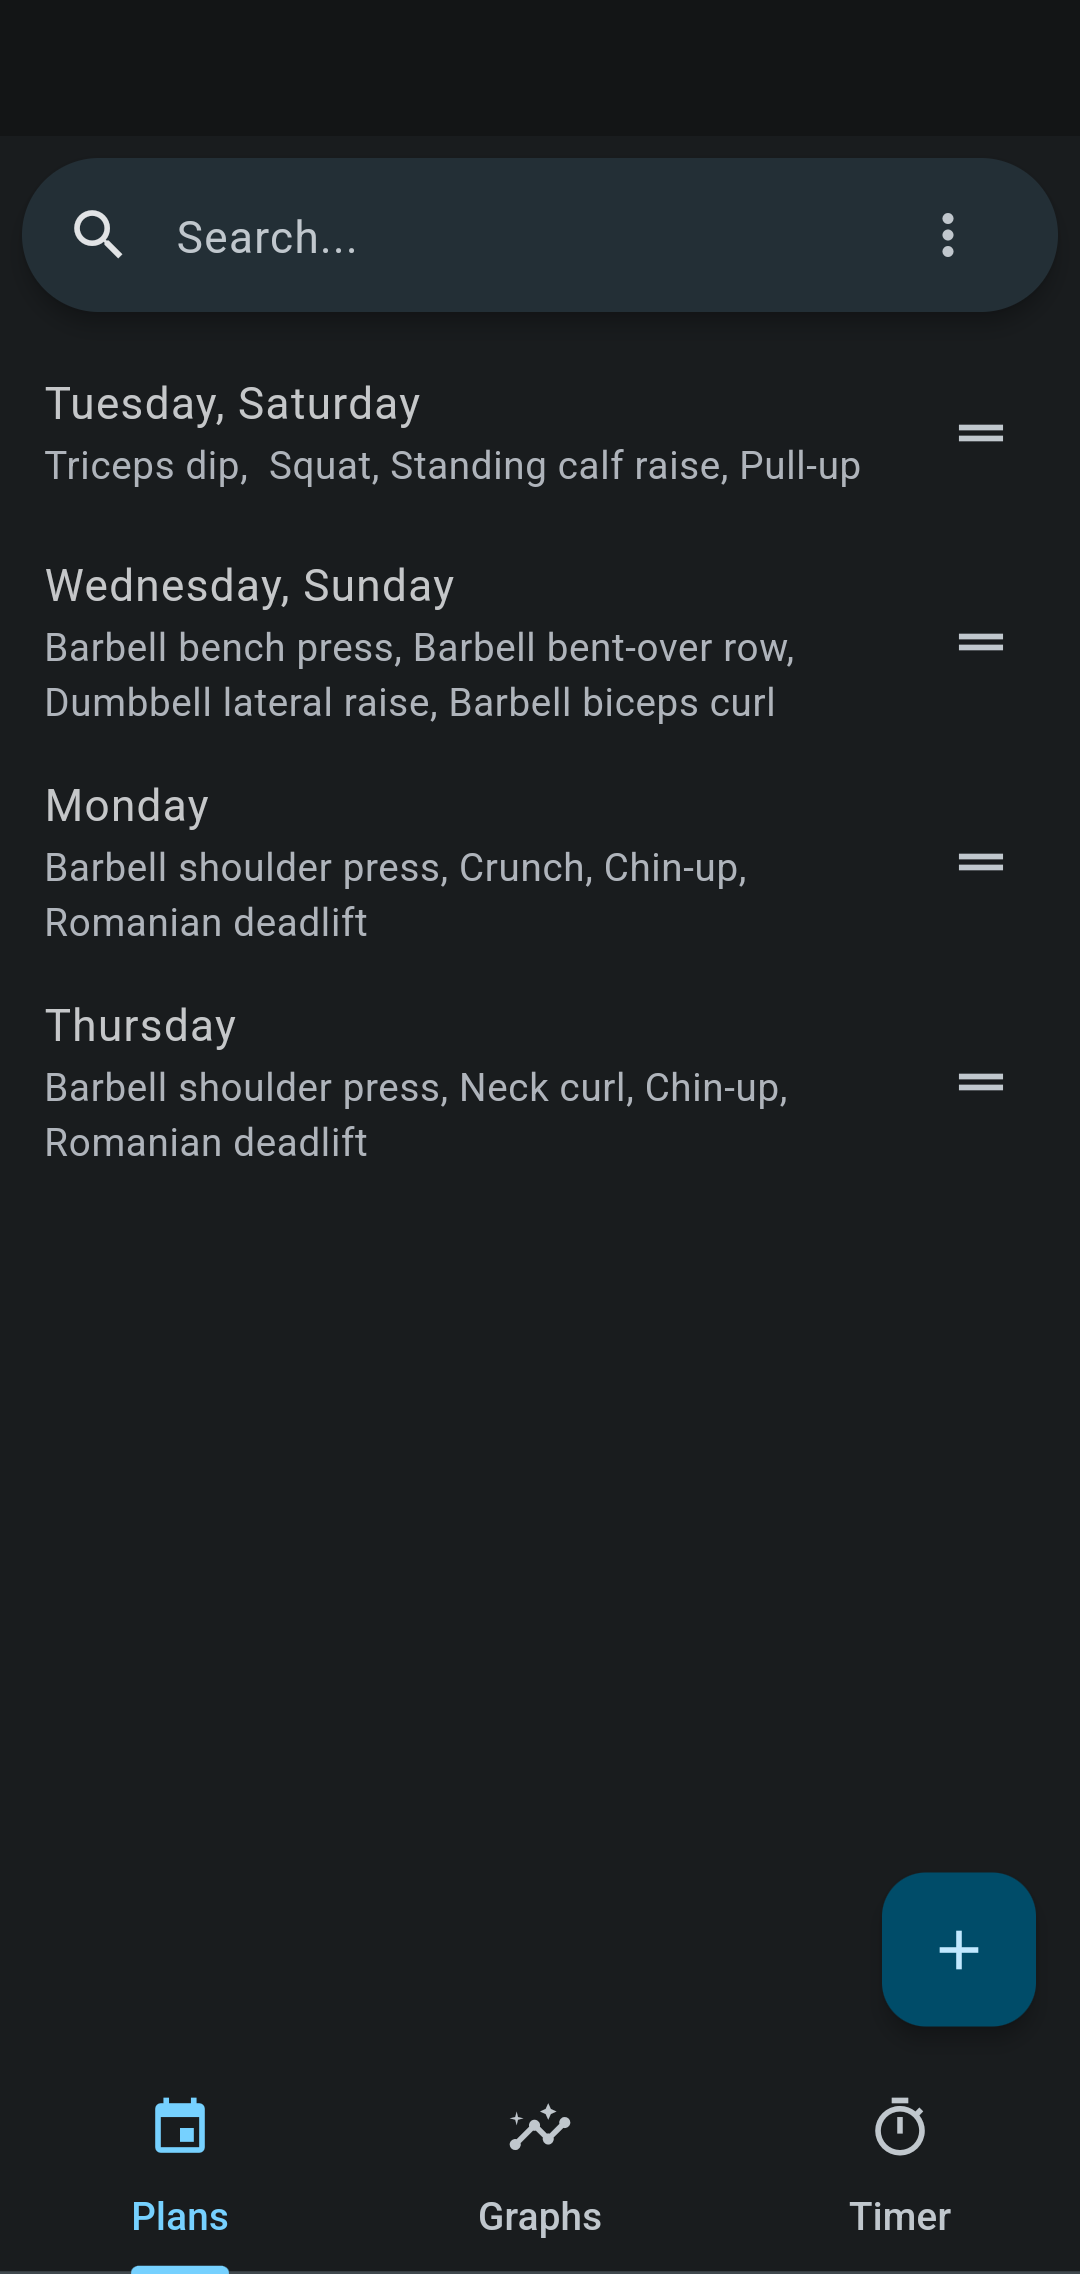 Search...
Tuesday, Saturday
Triceps dip,  Squat, Standing calf raise, Pull-up
Wednesday, Sunday
Barbell bench press, Barbell bent-over row,
Dumbbell lateral raise, Barbell biceps curl
Monday
Barbell shoulder press, Crunch, Chin-up,
Romanian deadlift
Thursday
Barbell shoulder press, Neck curl, Chin-up,
Romanian deadlift
Plans
Graphs
Timer